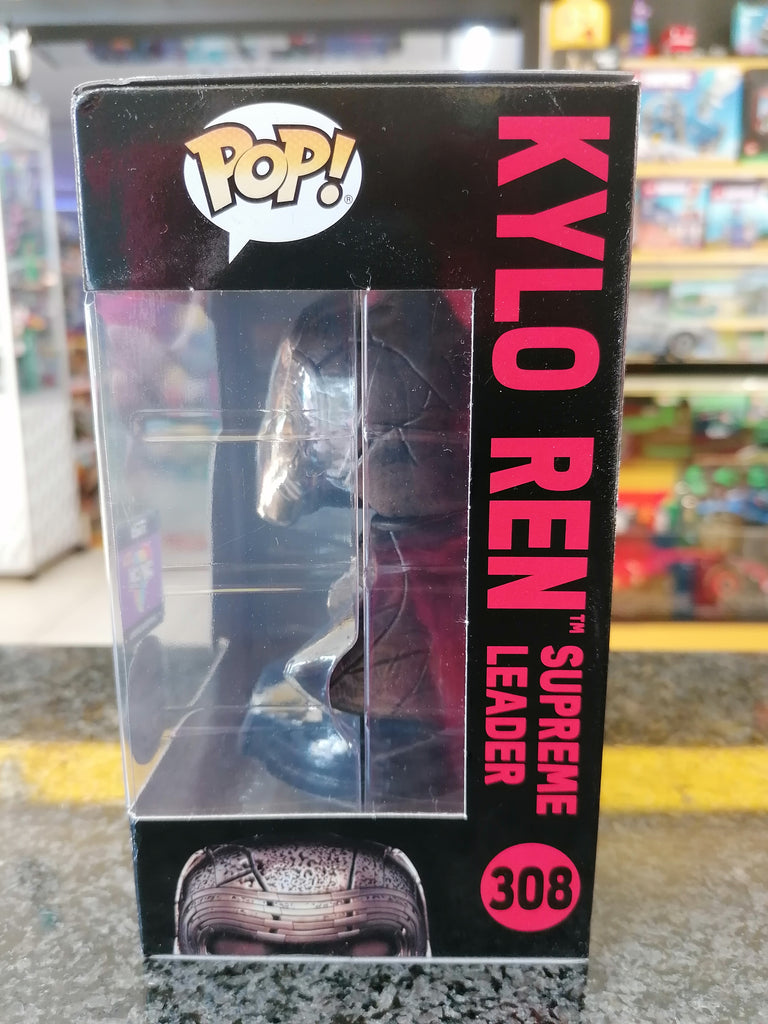 POP!®
KYLO REN™
SUPREME
LEADER
308